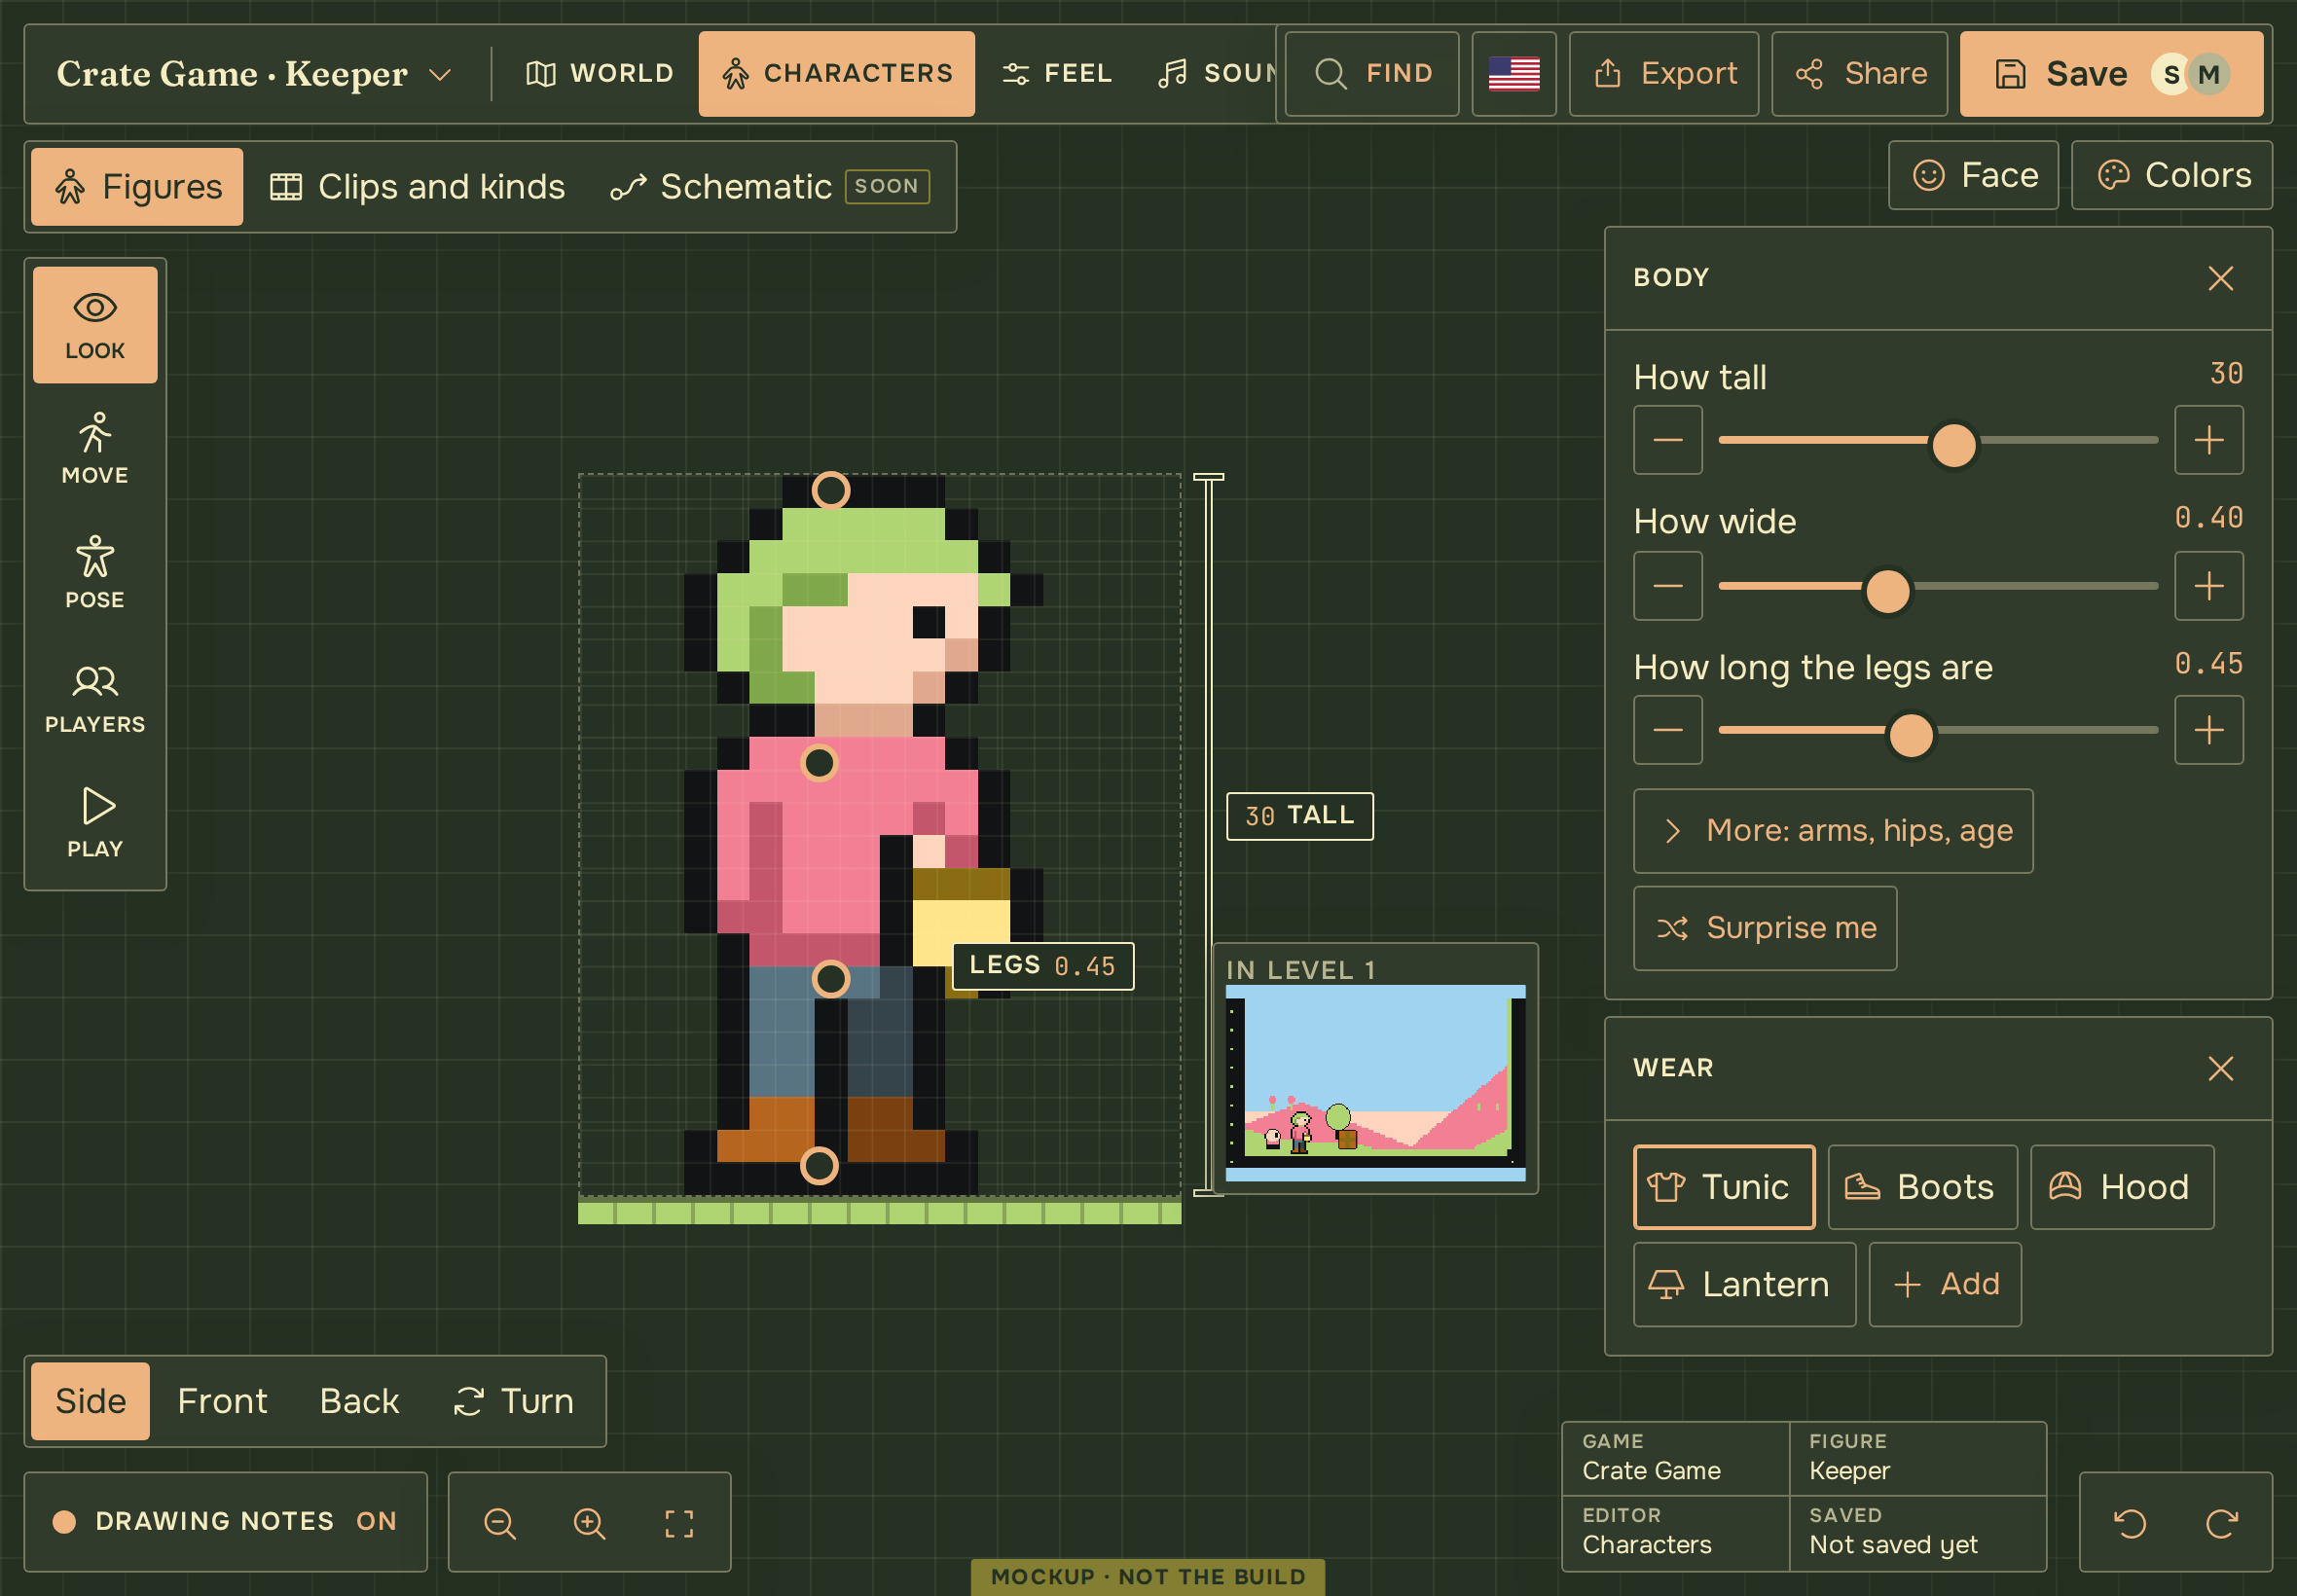 Crate Game · Keeper
WORLD
CHARACTERS
FEEL
SOUN
FIND
Export
Share
Save
S
M
Figures
Clips and kinds
Schematic
SOON
Face
Colors
LOOK
MOVE
POSE
PLAYERS
PLAY
BODY
How tall
30
How wide
0.40
How long the legs are
0.45
More: arms, hips, age
Surprise me
30 TALL
LEGS 0.45
IN LEVEL 1
WEAR
Tunic
Boots
Hood
Lantern
Add
Side
Front
Back
Turn
DRAWING NOTES ON
GAME
Crate Game
FIGURE
Keeper
EDITOR
Characters
SAVED
Not saved yet
MOCKUP · NOT THE BUILD